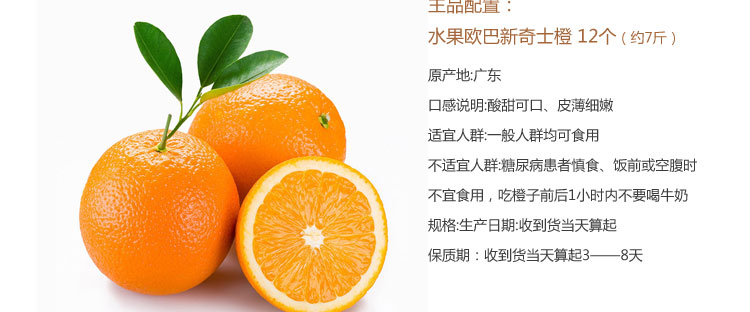 主品配置：
水果欧巴新奇士橙 12个（约7斤）
原产地:广东
口感说明:酸甜可口、皮薄细嫩
适宜人群:一般人群均可食用
不适宜人群:糖尿病患者慎食、饭前或空腹时
不宜食用，吃橙子前后1小时内不要喝牛奶
规格:生产日期:收到货当天算起
保质期：收到货当天算起3——8天